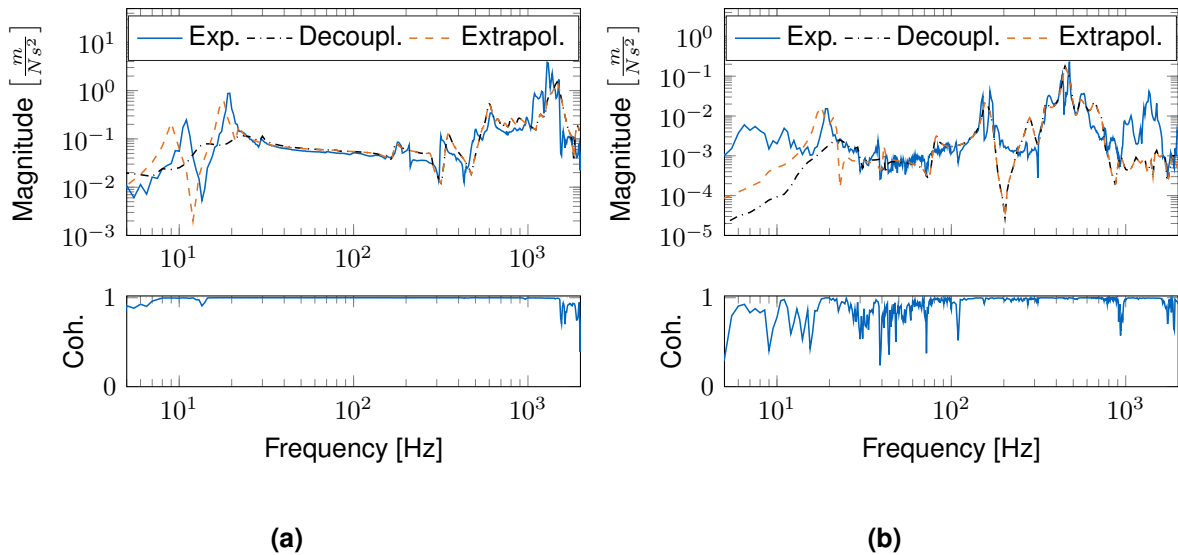 Exp. Decoupl. Extrapol.
Magnitude [m/Ns²]
10¹
10⁰
10⁻¹
10⁻²
10⁻³
10¹ 10² 10³
Coh.
1
0
10¹ 10² 10³
Frequency [Hz]
(a)
Exp. Decoupl. Extrapol.
Magnitude [m/Ns²]
10⁰
10⁻¹
10⁻²
10⁻³
10⁻⁴
10⁻⁵
10¹ 10² 10³
Coh.
1
0
10¹ 10² 10³
Frequency [Hz]
(b)